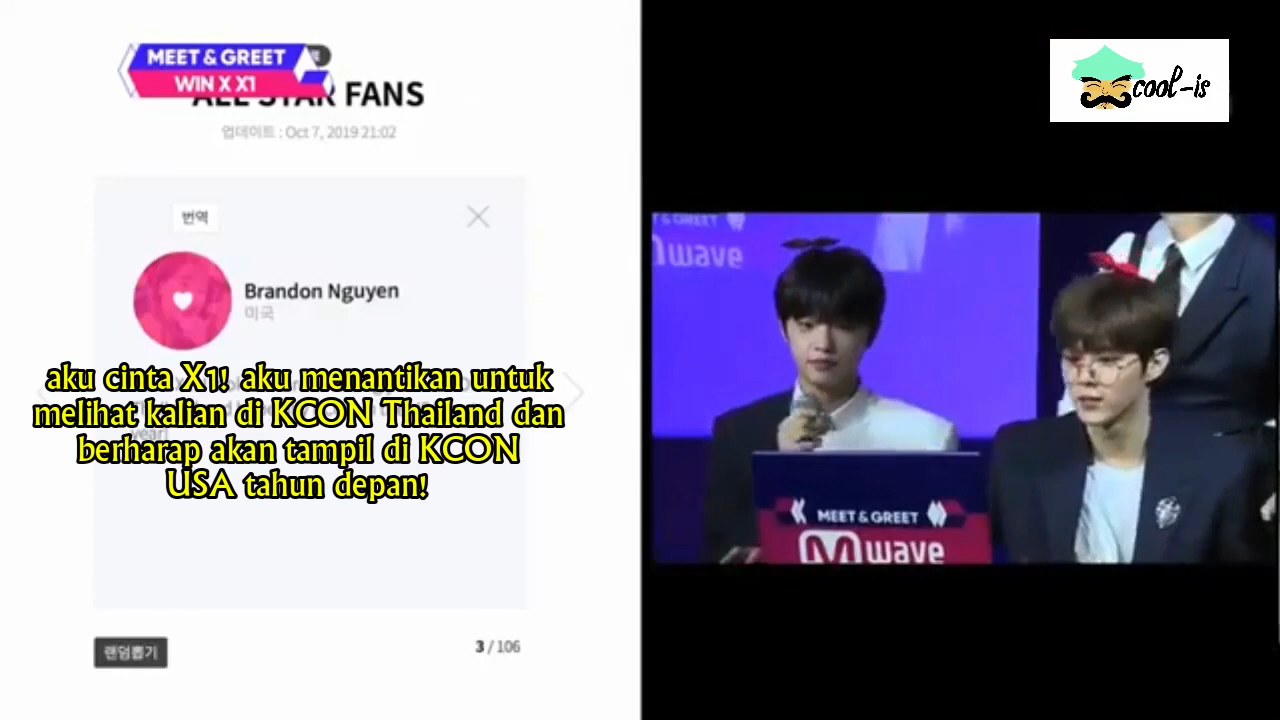 MEET & GREET
WIN X X1
ALL STAR FANS
업데이트 : Oct 7, 2019 21:02
번역
Brandon Nguyen
미국
aku cinta X1! aku menantikan untuk
melihat kalian di KCON Thailand dan
berharap akan tampil di KCON
USA tahun depan!
랜덤뽑기
3 / 106
cool-is
& GREET
wave
MEET & GREET
Mwave